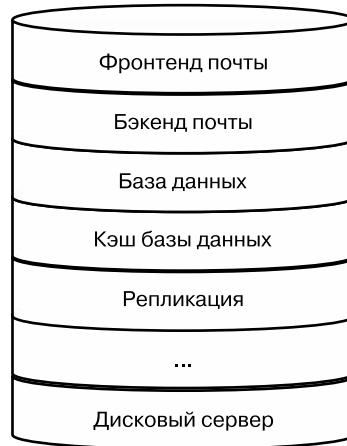 Фронтенд почты
Бэкенд почты
База данных
Кэш базы данных
Репликация
...
Дисковый сервер